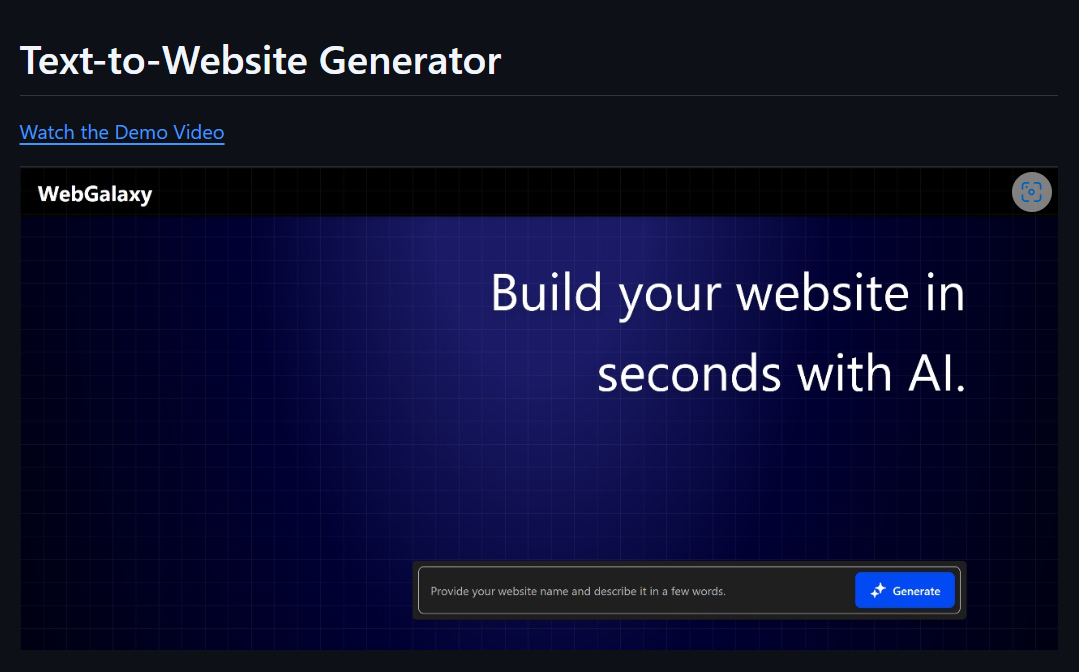 Text-to-Website Generator
Watch the Demo Video
WebGalaxy
Build your website in
seconds with AI.
Provide your website name and describe it in a few words.
Generate